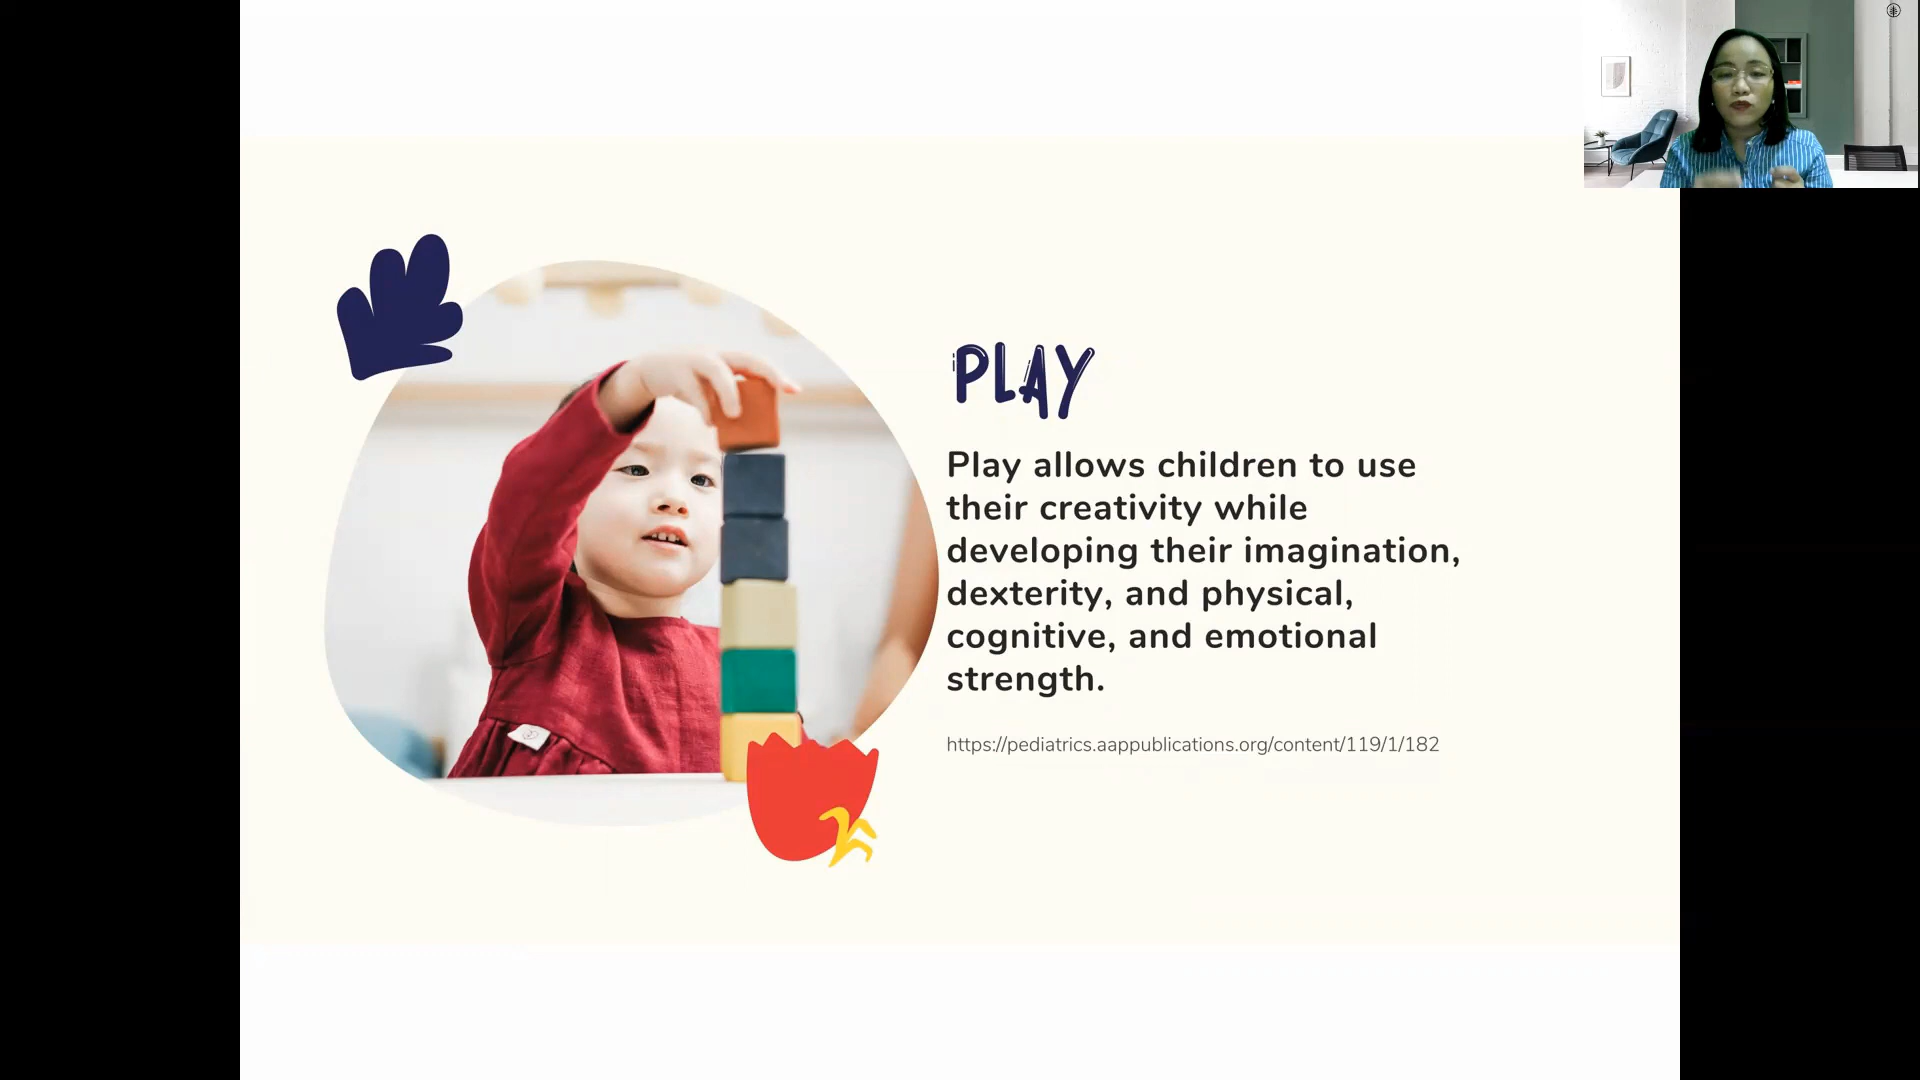 PLAY
Play allows children to use
their creativity while
developing their imagination,
dexterity, and physical,
cognitive, and emotional
strength.
https://pediatrics.aappublications.org/content/119/1/182